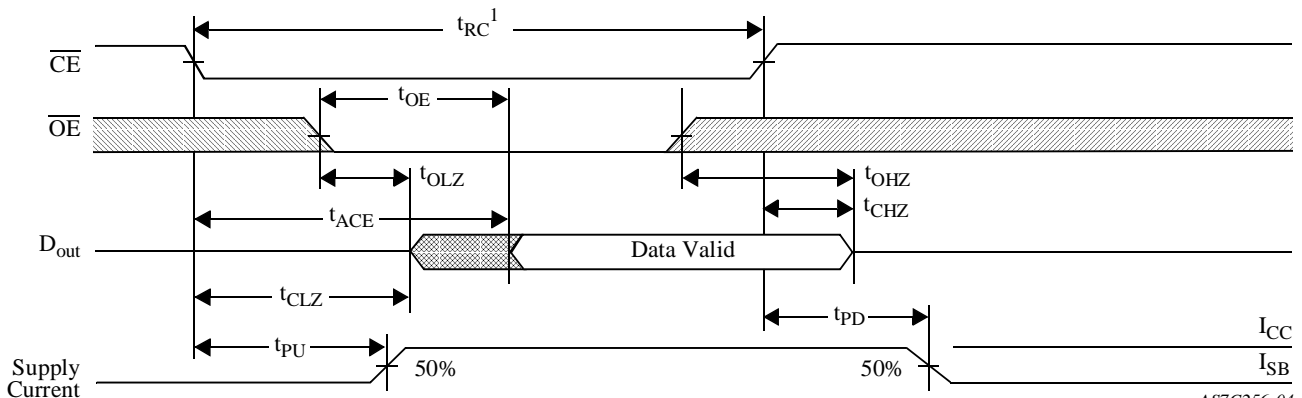 tRC1
CE
tOE
OE
tOLZ
tOHZ
tACE
tCHZ
Dout
Data Valid
tCLZ
tPD
ICC
tPU
50%
50%
ISB
Supply
Current